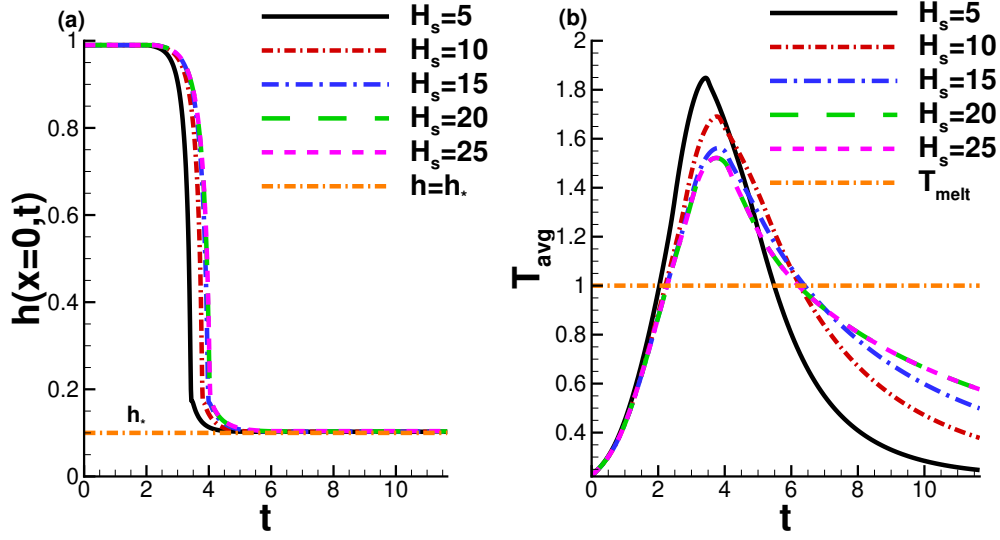 (a)
H_s=5
H_s=10
H_s=15
H_s=20
H_s=25
h=h_*
h_*
h(x=0,t)
1
0.8
0.6
0.4
0.2
0
0 2 4 6 8 10
t
(b)
H_s=5
H_s=10
H_s=15
H_s=20
H_s=25
T_melt
T_avg
2
1.8
1.6
1.4
1.2
1
0.8
0.6
0.4
0 2 4 6 8 10
t